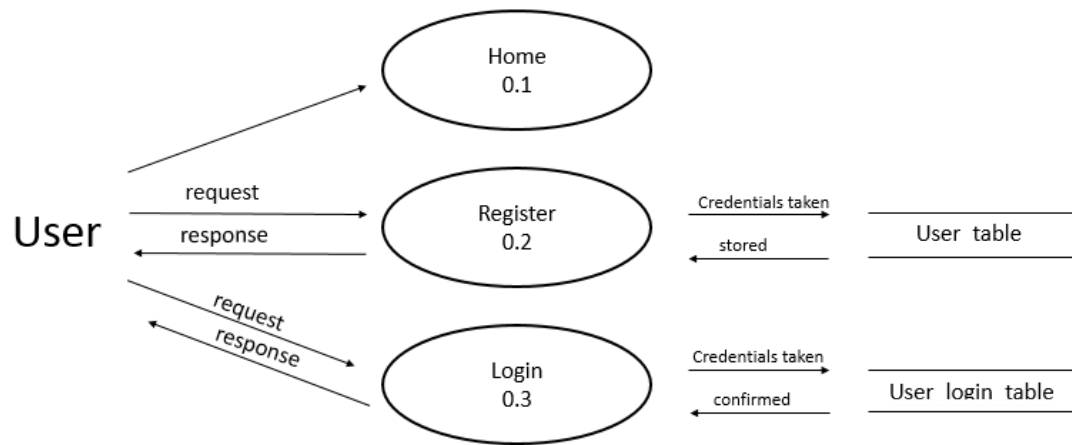 Home
0.1
request
User
Register
0.2
response
Credentials taken
stored
User table
request
response
Login
0.3
Credentials taken
confirmed
User login table